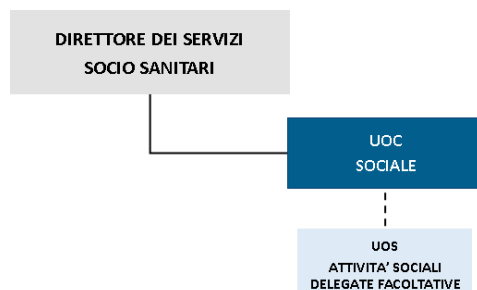 DIRETTORE DEI SERVIZI
SOCIO SANITARI
UOC
SOCIALE
UOS
ATTIVITA’ SOCIALI
DELEGATE FACOLTATIVE